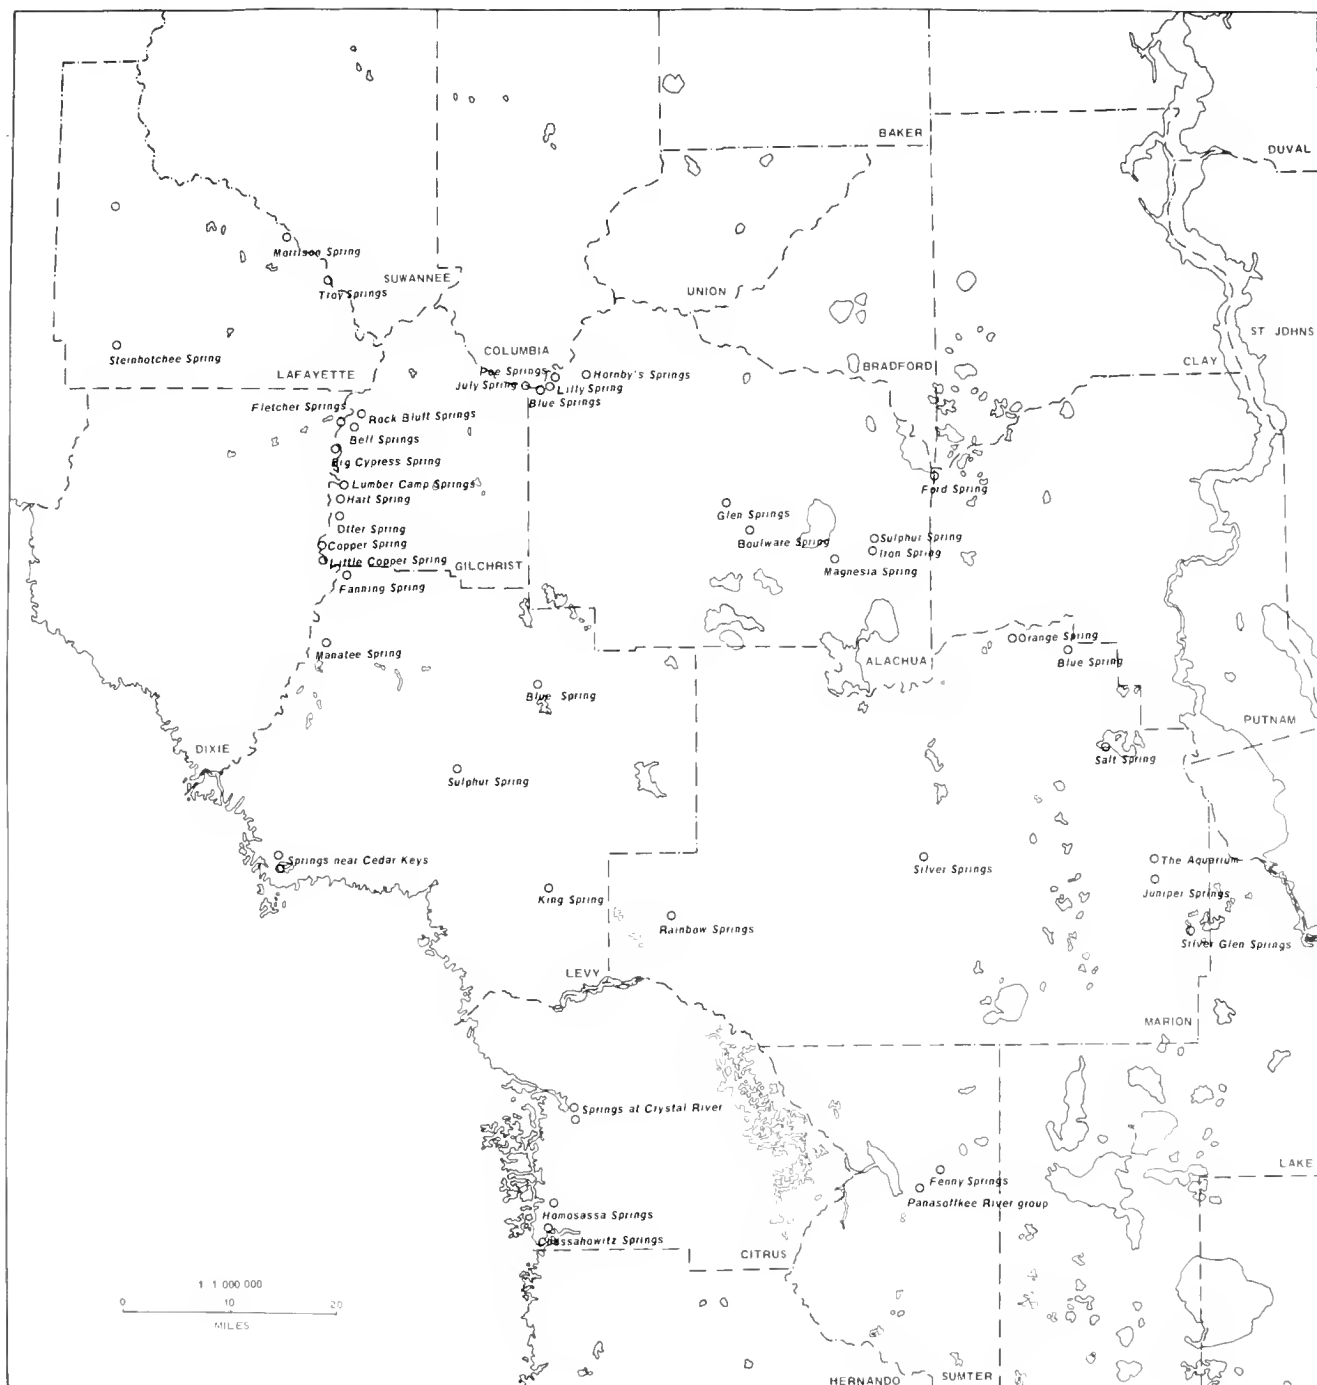 BAKER
DUVAL
Morrison Spring
SUWANNEE
Troy Springs
UNION
ST JOHNS
Steinhotchee Spring
COLUMBIA
CLAY
LAFAYETTE
Poe Springs
Hornby's Springs
BRADFORD
July Spring
Lilly Spring
Blue Springs
Fletcher Springs
Rock Bluff Springs
Bell Springs
Big Cypress Spring
Lumber Camp Springs
Ford Spring
Hart Spring
Glen Springs
Otter Spring
Boulware Spring
Sulphur Spring
Copper Spring
Iron Spring
Little Copper Spring
GILCHRIST
Magnesia Spring
Fanning Spring
Orange Spring
Manatee Spring
ALACHUA
Blue Spring
Blue Spring
PUTNAM
DIXIE
Salt Spring
Sulphur Spring
Springs near Cedar Keys
Silver Springs
The Aquarium
King Spring
Juniper Springs
Rainbow Springs
Silver Glen Springs
LEVY
MARION
Springs at Crystal River
LAKE
Fenny Springs
Panasoffkee River group
Homosassa Springs
Chassahowitz Springs
CITRUS
1 1 000 000
0 10 20
MILES
HERNANDO
SUMTER